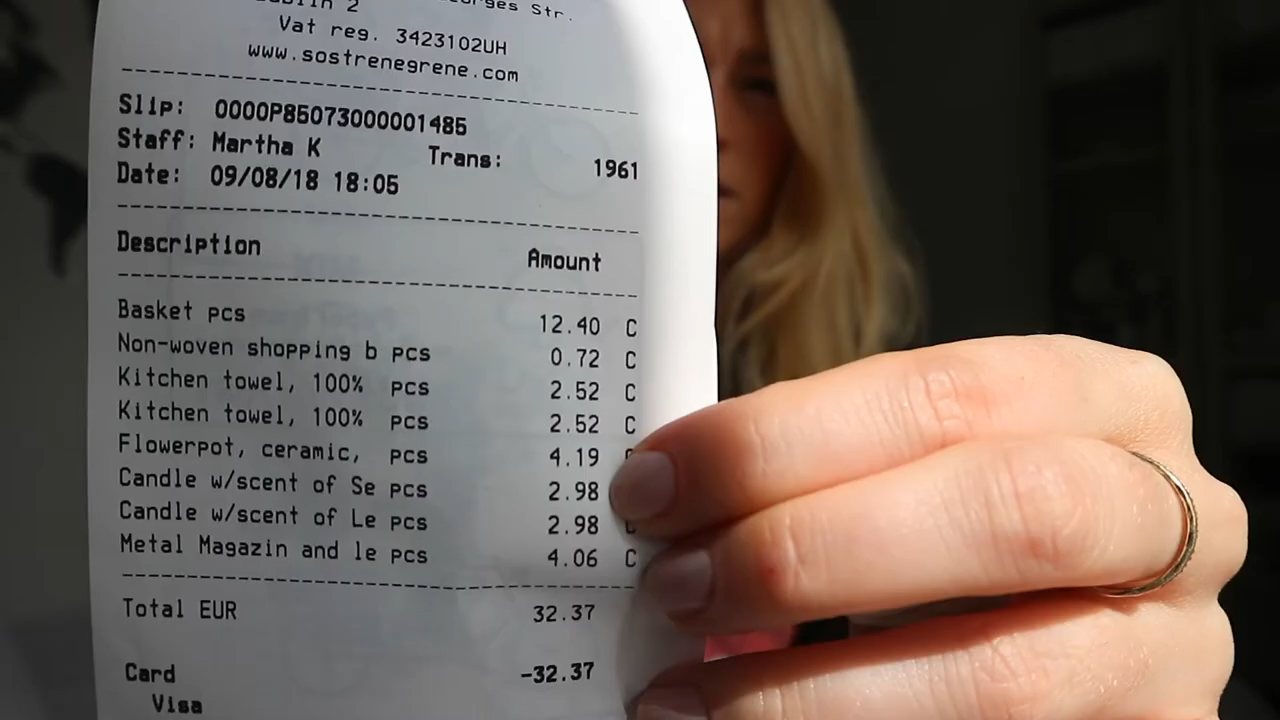 2
Str.
Vat reg. 3423102UH
www.sostrenegrene.com
Slip: 0000P85073000001485
Staff: Martha K Trans: 1961
Date: 09/08/18 18:05
Description Amount
Basket pcs 12.40 C
Non-woven shopping b pcs 0.72 C
Kitchen towel, 100% pcs 2.52 C
Kitchen towel, 100% pcs 2.52 C
Flowerpot, ceramic, pcs 4.19
Candle w/scent of Se pcs 2.98
Candle w/scent of Le pcs 2.98
Metal Magazin and le pcs 4.06 C
Total EUR 32.37
Card -32.37
Visa